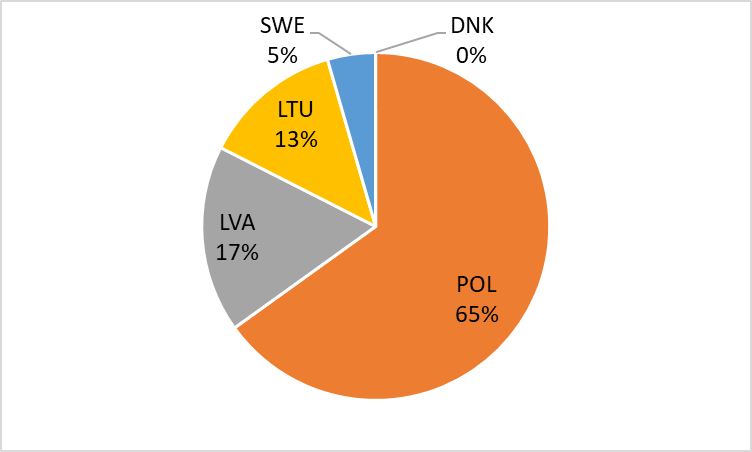 SWE
5%
DNK
0%
LTU
13%
LVA
17%
POL
65%